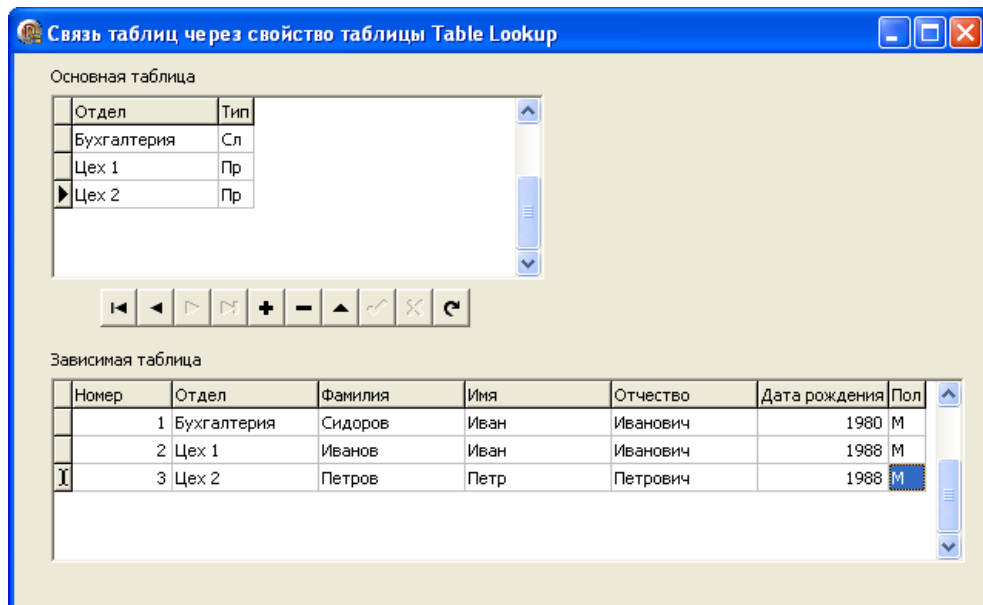 Связь таблиц через свойство таблицы Table Lookup
Основная таблица
Отдел Тип
Бухгалтерия Сл
Цех 1 Пр
Цех 2 Пр
Зависимая таблица
Номер Отдел Фамилия Имя Отчество Дата рождения Пол
1 Бухгалтерия Сидоров Иван Иванович 1980 М
2 Цех 1 Иванов Иван Иванович 1988 М
3 Цех 2 Петров Петр Петрович 1988 М